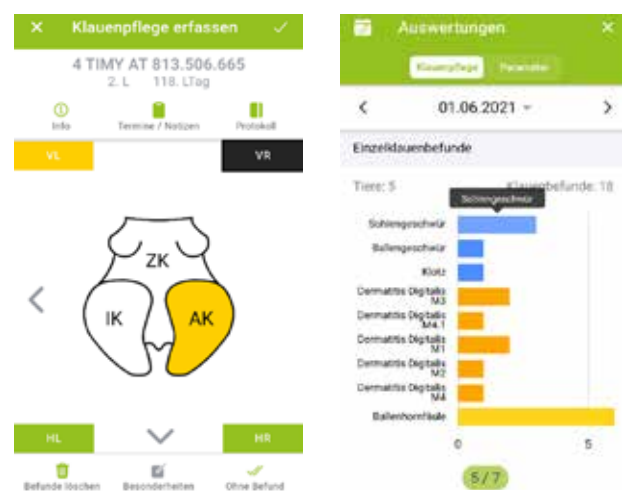 Klauenpflege erfassen
4 TIMY AT 813.506.665
2. L 118. LTag
Info
Termine / Notizen
Protokoll
VL
VR
ZK
IK
AK
HL
HR
Befunde löschen
Besonderheiten
Ohne Befund
Auswertungen
Klauenpflege
Parameter
01.06.2021
Einzelklauenbefunde
Tiere: 5
Klauenbefunde: 18
Sohlengeschwür
Sohlengeschwür
Ballengeschwür
Klotz
Dermatitis Digitalis
M3
Dermatitis Digitalis
M4.1
Dermatitis Digitalis
M1
Dermatitis Digitalis
M2
Dermatitis Digitalis
M4
Ballenhornfäule
0
5
5 / 7